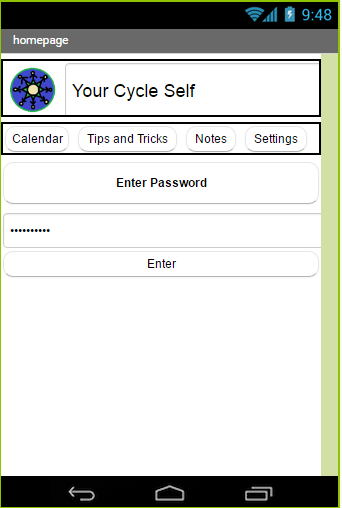 9:48
homepage
Your Cycle Self
Calendar Tips and Tricks Notes Settings
Enter Password
••••••••••
Enter